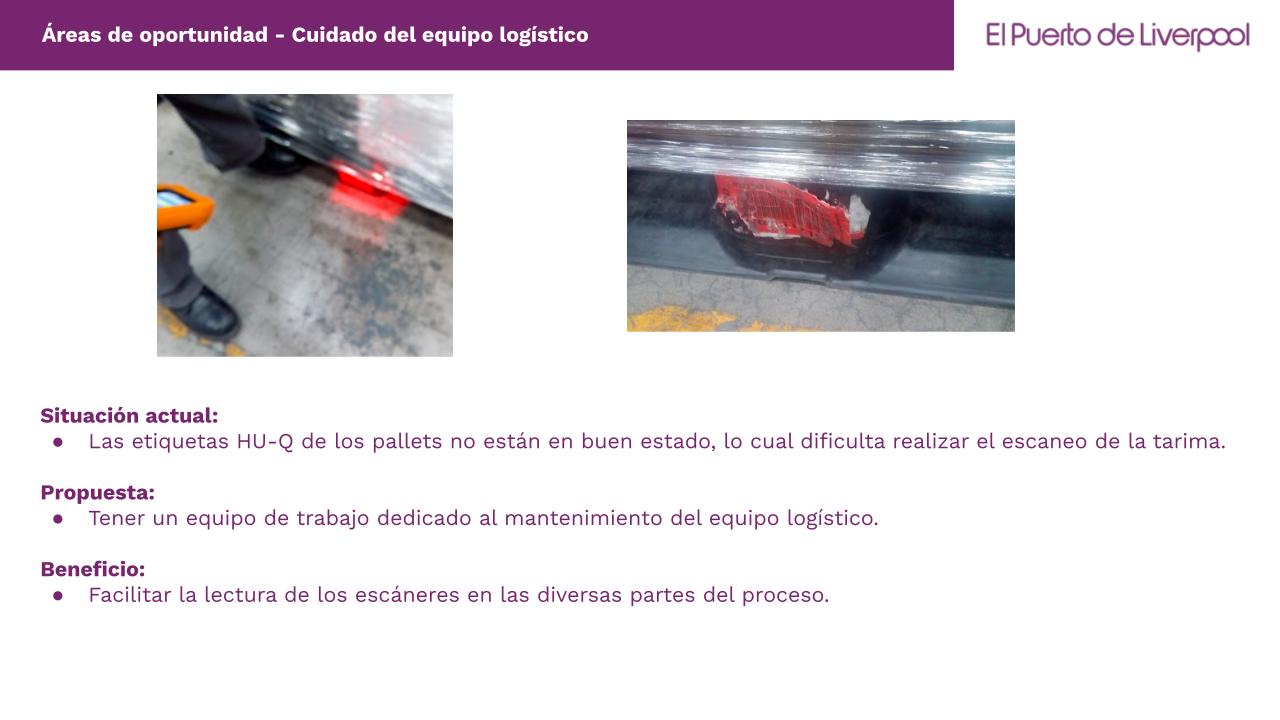 Áreas de oportunidad - Cuidado del equipo logístico
El Puerto de Liverpool
Situación actual:
● Las etiquetas HU-Q de los pallets no están en buen estado, lo cual dificulta realizar el escaneo de la tarima.
Propuesta:
● Tener un equipo de trabajo dedicado al mantenimiento del equipo logístico.
Beneficio:
● Facilitar la lectura de los escáneres en las diversas partes del proceso.